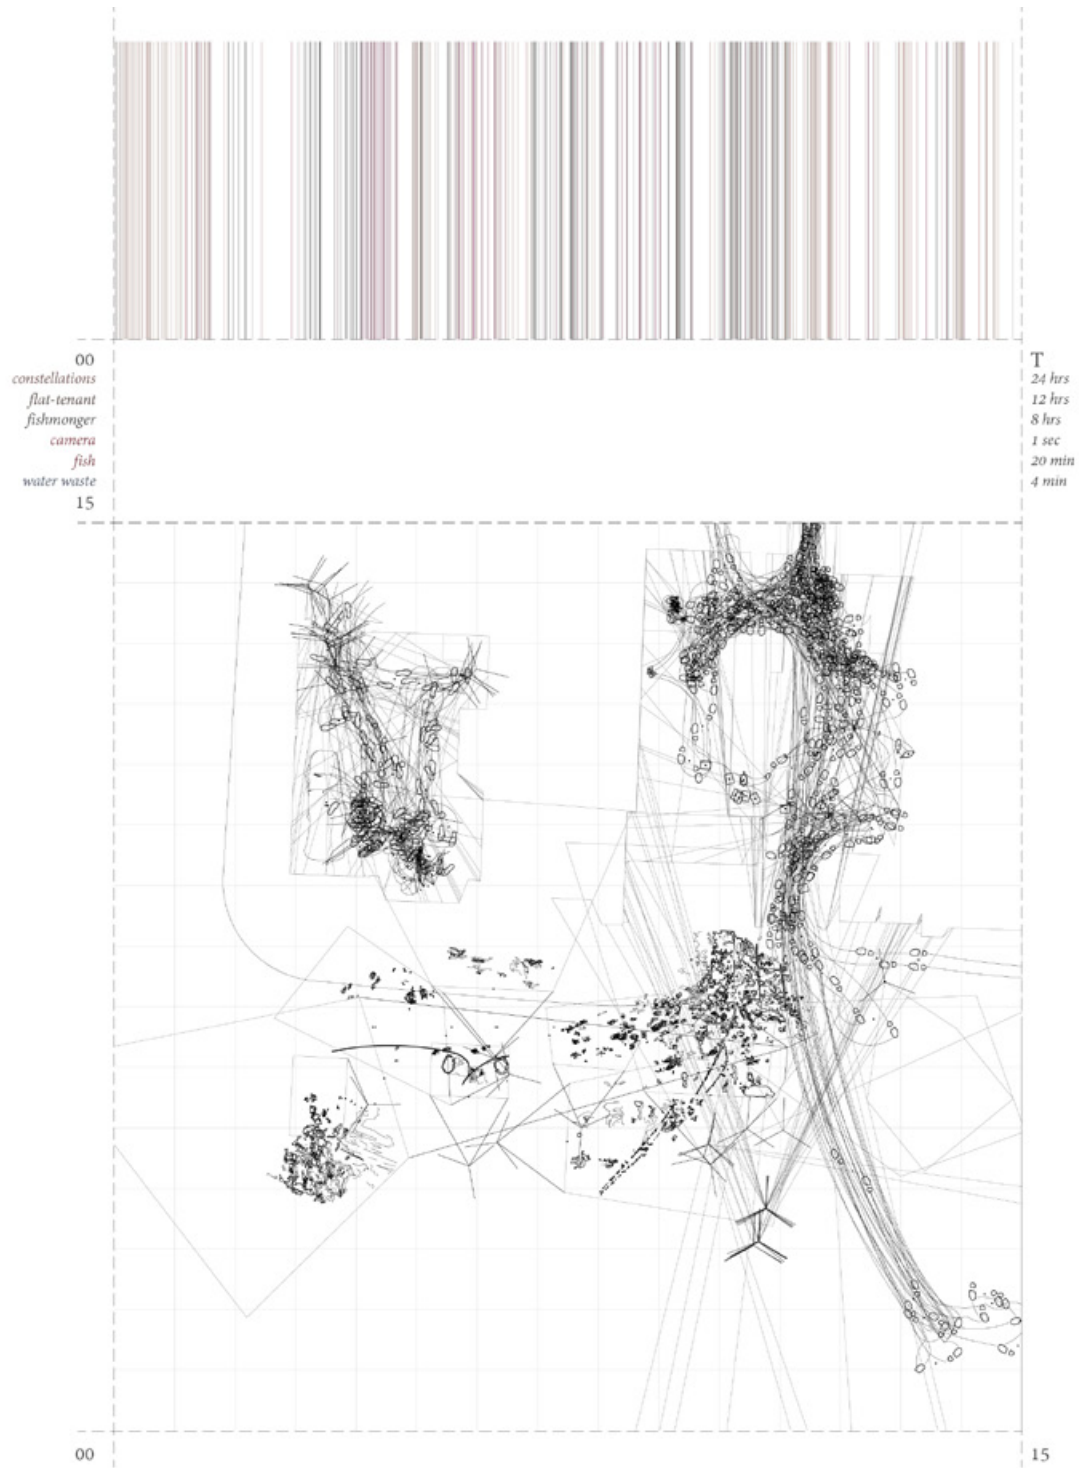 00
constellations
flat-tenant
fishmonger
camera
fish
water waste
15
T
24 hrs
12 hrs
8 hrs
1 sec
20 min
4 min
00
15